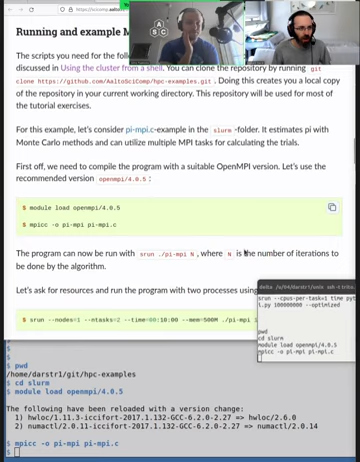 https://scicomp.aalto
Running and example M
The scripts you need for the foll
discussed in Using the cluster from a shell. You can clone the repository by running git
clone https://github.com/AaltoSciComp/hpc-examples.git . Doing this creates you a local copy
of the repository in your current working directory. This repository will be used for most of
the tutorial exercises.
A
S C
For this example, let's consider pi-mpi.c-example in the slurm -folder. It estimates pi with
Monte Carlo methods and can utilize multiple MPI tasks for calculating the trials.
First off, we need to compile the program with a suitable OpenMPI version. Let's use the
recommended version openmpi/4.0.5 :
$ module load openmpi/4.0.5
$ mpicc -o pi-mpi pi-mpi.c
The program can now be run with srun ./pi-mpi N , where N is the number of iterations to
be done by the algorithm.
Let's ask for resources and run the program with two processes using
$ srun --nodes=1 --ntasks=2 --time=00:10:00 --mem=500M ./pi-mpi
srun --cpus-per-task=1 time pyt
i.py 100000000 --optimized
pwd
cd slurm
module load openmpi/4.0.5
mpicc -o pi-mpi pi-mpi.c
$
$
$ pwd
/home/darstr1/git/hpc-examples
$ cd slurm
$ module load openmpi/4.0.5
The following have been reloaded with a version change:
1) hwloc/1.11.3-iccifort-2017.1.132-GCC-6.2.0-2.27 => hwloc/2.6.0
2) numactl/2.0.11-iccifort-2017.1.132-GCC-6.2.0-2.27 => numactl/2.0.14
$ mpicc -o pi-mpi pi-mpi.c
$